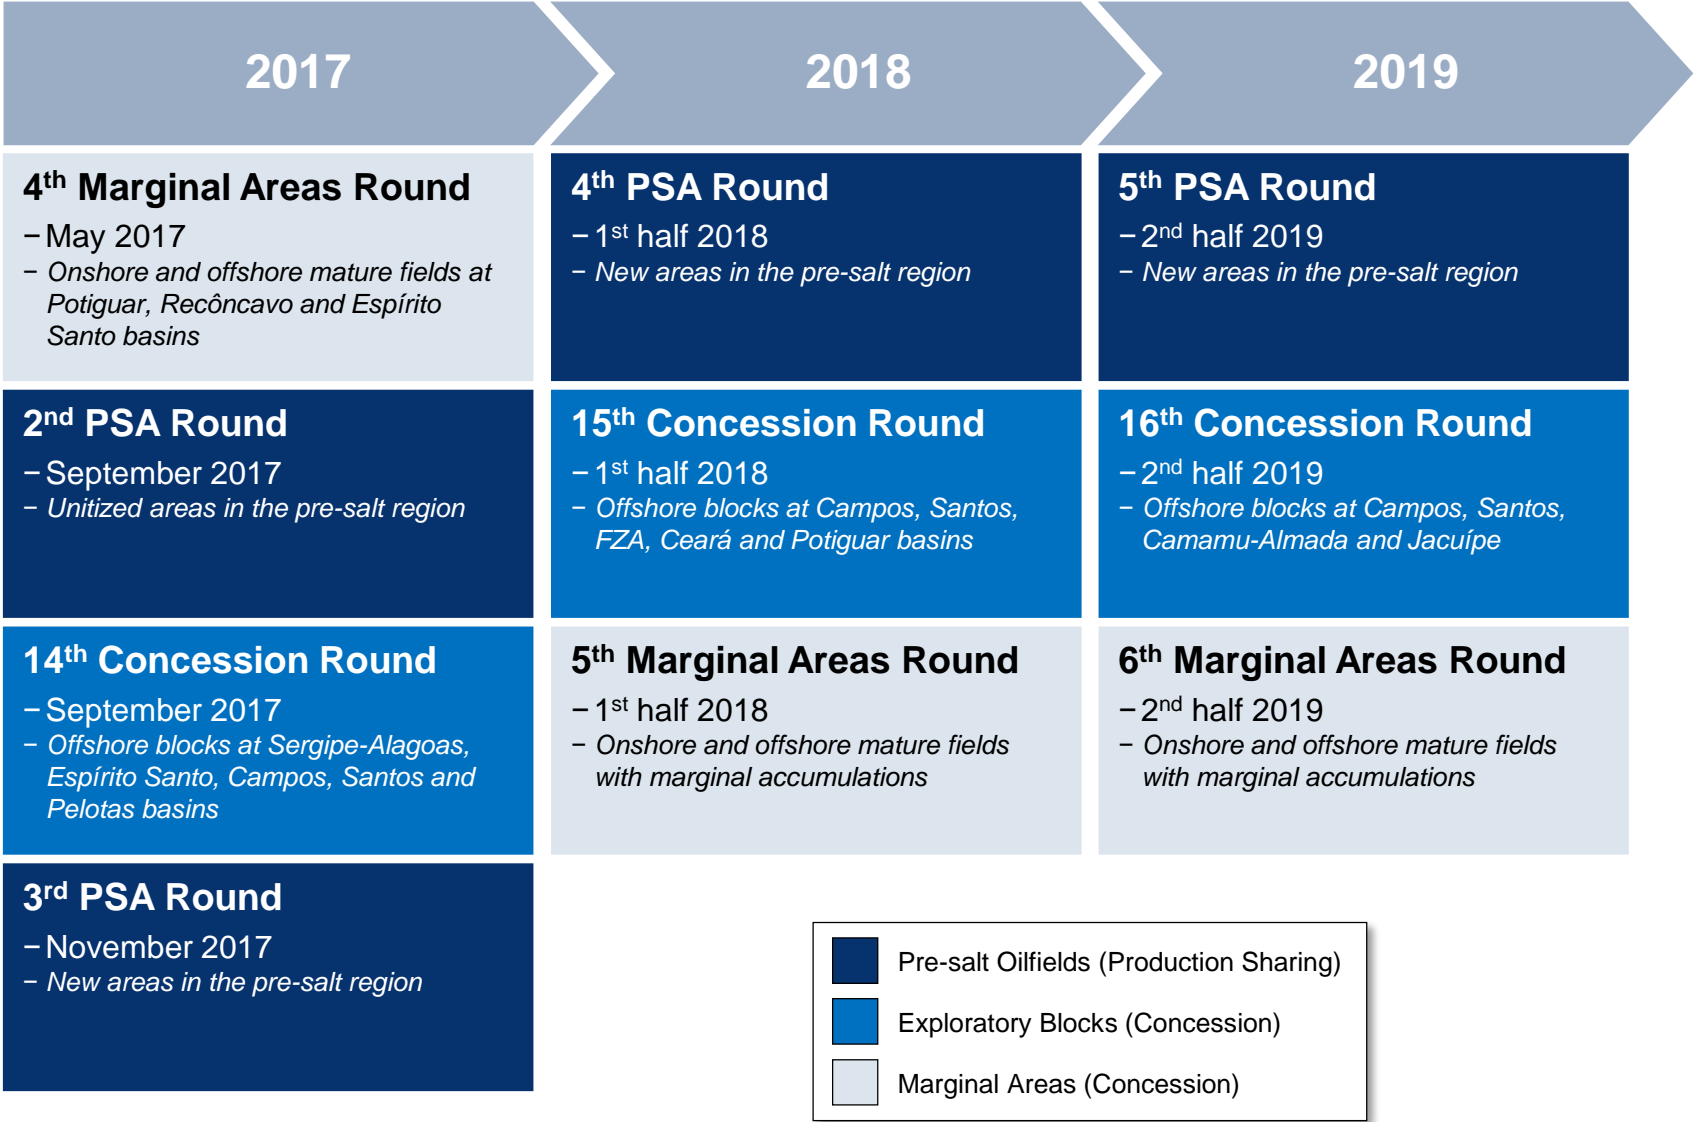 2017
2018
2019
4th Marginal Areas Round
− May 2017
− Onshore and offshore mature fields at
Potiguar, Recôncavo and Espírito
Santo basins
2nd PSA Round
− September 2017
− Unitized areas in the pre-salt region
14th Concession Round
− September 2017
− Offshore blocks at Sergipe-Alagoas,
Espírito Santo, Campos, Santos and
Pelotas basins
3rd PSA Round
− November 2017
− New areas in the pre-salt region
4th PSA Round
− 1st half 2018
− New areas in the pre-salt region
15th Concession Round
− 1st half 2018
− Offshore blocks at Campos, Santos,
FZA, Ceará and Potiguar basins
5th Marginal Areas Round
− 1st half 2018
− Onshore and offshore mature fields
with marginal accumulations
5th PSA Round
− 2nd half 2019
− New areas in the pre-salt region
16th Concession Round
− 2nd half 2019
− Offshore blocks at Campos, Santos,
Camamu-Almada and Jacuípe
6th Marginal Areas Round
− 2nd half 2019
− Onshore and offshore mature fields
with marginal accumulations
Pre-salt Oilfields (Production Sharing)
Exploratory Blocks (Concession)
Marginal Areas (Concession)